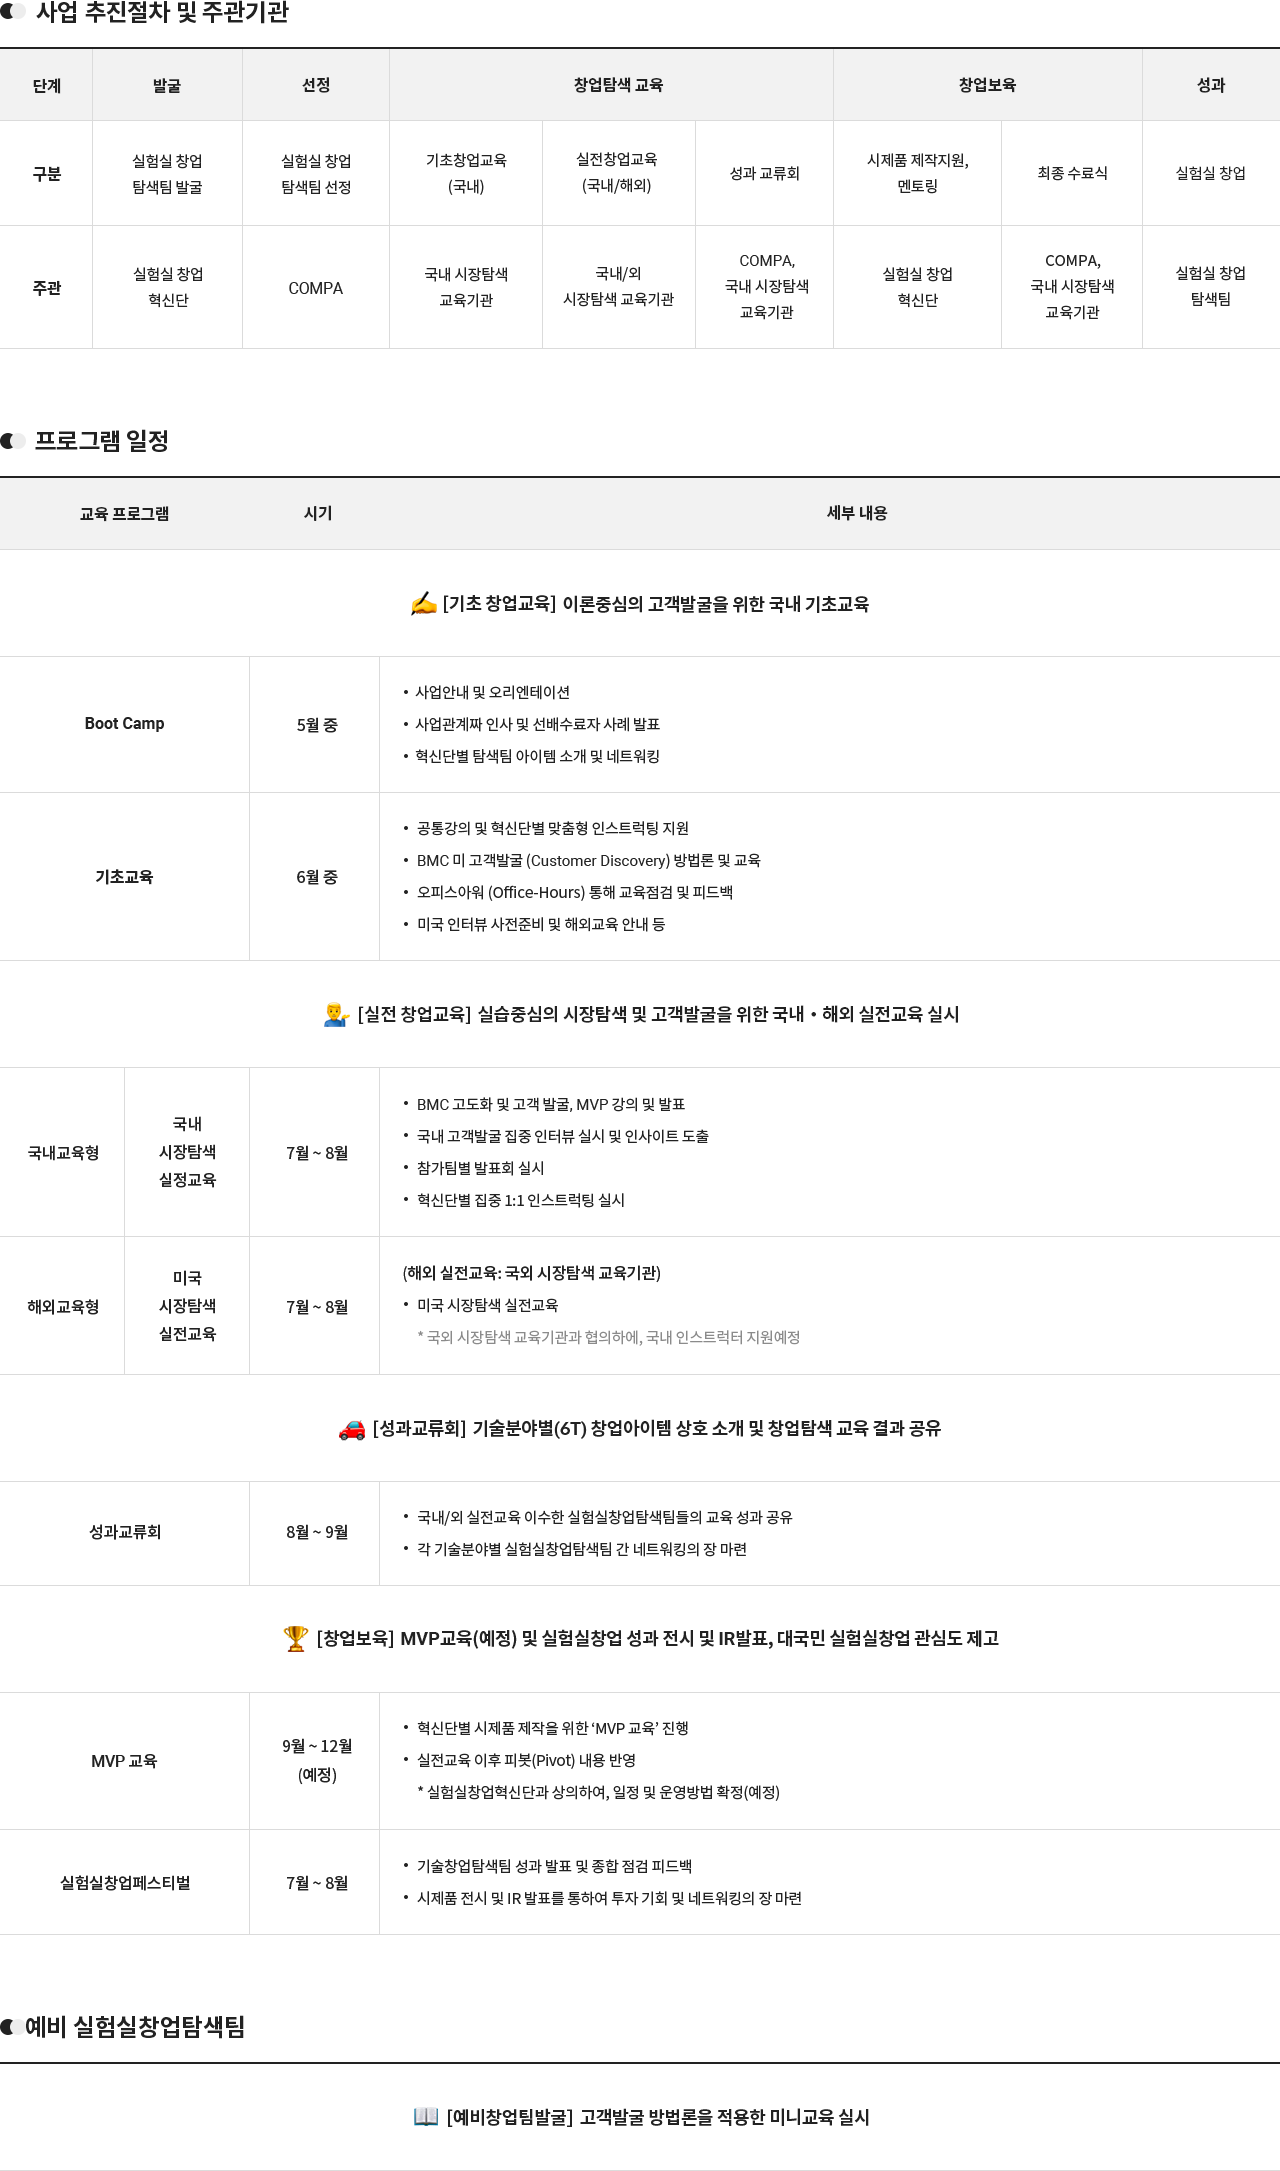 사업 추진절차 및 주관기관
단계 발굴 선정 창업탐색 교육 창업보육 성과
구분
실험실 창업
탐색팀 발굴
실험실 창업
탐색팀 선정
기초창업교육
(국내)
실전창업교육
(국내/해외)
성과 교류회
시제품 제작지원,
멘토링
최종 수료식
실험실 창업
주관
실험실 창업
혁신단
COMPA
국내 시장탐색
교육기관
국내/외
시장탐색 교육기관
COMPA,
국내 시장탐색
교육기관
실험실 창업
혁신단
COMPA,
국내 시장탐색
교육기관
실험실 창업
탐색팀
프로그램 일정
교육 프로그램 시기 세부 내용
[기초 창업교육] 이론중심의 고객발굴을 위한 국내 기초교육
Boot Camp
5월 중
• 사업안내 및 오리엔테이션
• 사업관계짜 인사 및 선배수료자 사례 발표
• 혁신단별 탐색팀 아이템 소개 및 네트워킹
기초교육
6월 중
• 공통강의 및 혁신단별 맞춤형 인스트럭팅 지원
• BMC 미 고객발굴 (Customer Discovery) 방법론 및 교육
• 오피스아워 (Office-Hours) 통해 교육점검 및 피드백
• 미국 인터뷰 사전준비 및 해외교육 안내 등
[실전 창업교육] 실습중심의 시장탐색 및 고객발굴을 위한 국내・해외 실전교육 실시
국내교육형
국내
시장탐색
실정교육
7월 ~ 8월
• BMC 고도화 및 고객 발굴, MVP 강의 및 발표
• 국내 고객발굴 집중 인터뷰 실시 및 인사이트 도출
• 참가팀별 발표회 실시
• 혁신단별 집중 1:1 인스트럭팅 실시
해외교육형
미국
시장탐색
실전교육
7월 ~ 8월
(해외 실전교육: 국외 시장탐색 교육기관)
• 미국 시장탐색 실전교육
* 국외 시장탐색 교육기관과 협의하에, 국내 인스트럭터 지원예정
[성과교류회] 기술분야별(6T) 창업아이템 상호 소개 및 창업탐색 교육 결과 공유
성과교류회
8월 ~ 9월
• 국내/외 실전교육 이수한 실험실창업탐색팀들의 교육 성과 공유
• 각 기술분야별 실험실창업탐색팀 간 네트워킹의 장 마련
[창업보육] MVP교육(예정) 및 실험실창업 성과 전시 및 IR발표, 대국민 실험실창업 관심도 제고
MVP 교육
9월 ~ 12월
(예정)
• 혁신단별 시제품 제작을 위한 ‘MVP 교육’ 진행
• 실전교육 이후 피봇(Pivot) 내용 반영
* 실험실창업혁신단과 상의하여, 일정 및 운영방법 확정(예정)
실험실창업페스티벌
7월 ~ 8월
• 기술창업탐색팀 성과 발표 및 종합 점검 피드백
• 시제품 전시 및 IR 발표를 통하여 투자 기회 및 네트워킹의 장 마련
예비 실험실창업탐색팀
[예비창업팀발굴] 고객발굴 방법론을 적용한 미니교육 실시